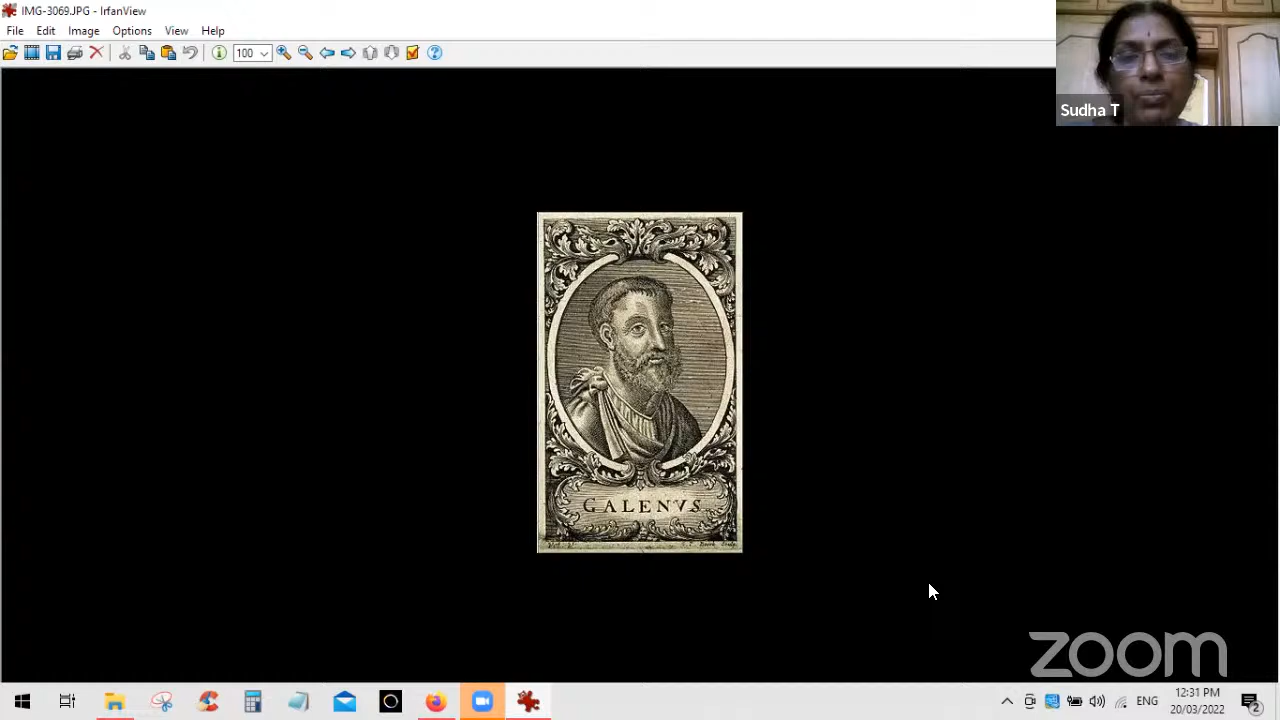 IMG-3069.JPG - IrfanView
File Edit Image Options View Help
100
Sudha T
GALENVS
zoom
ENG
12:31 PM
20/03/2022
2